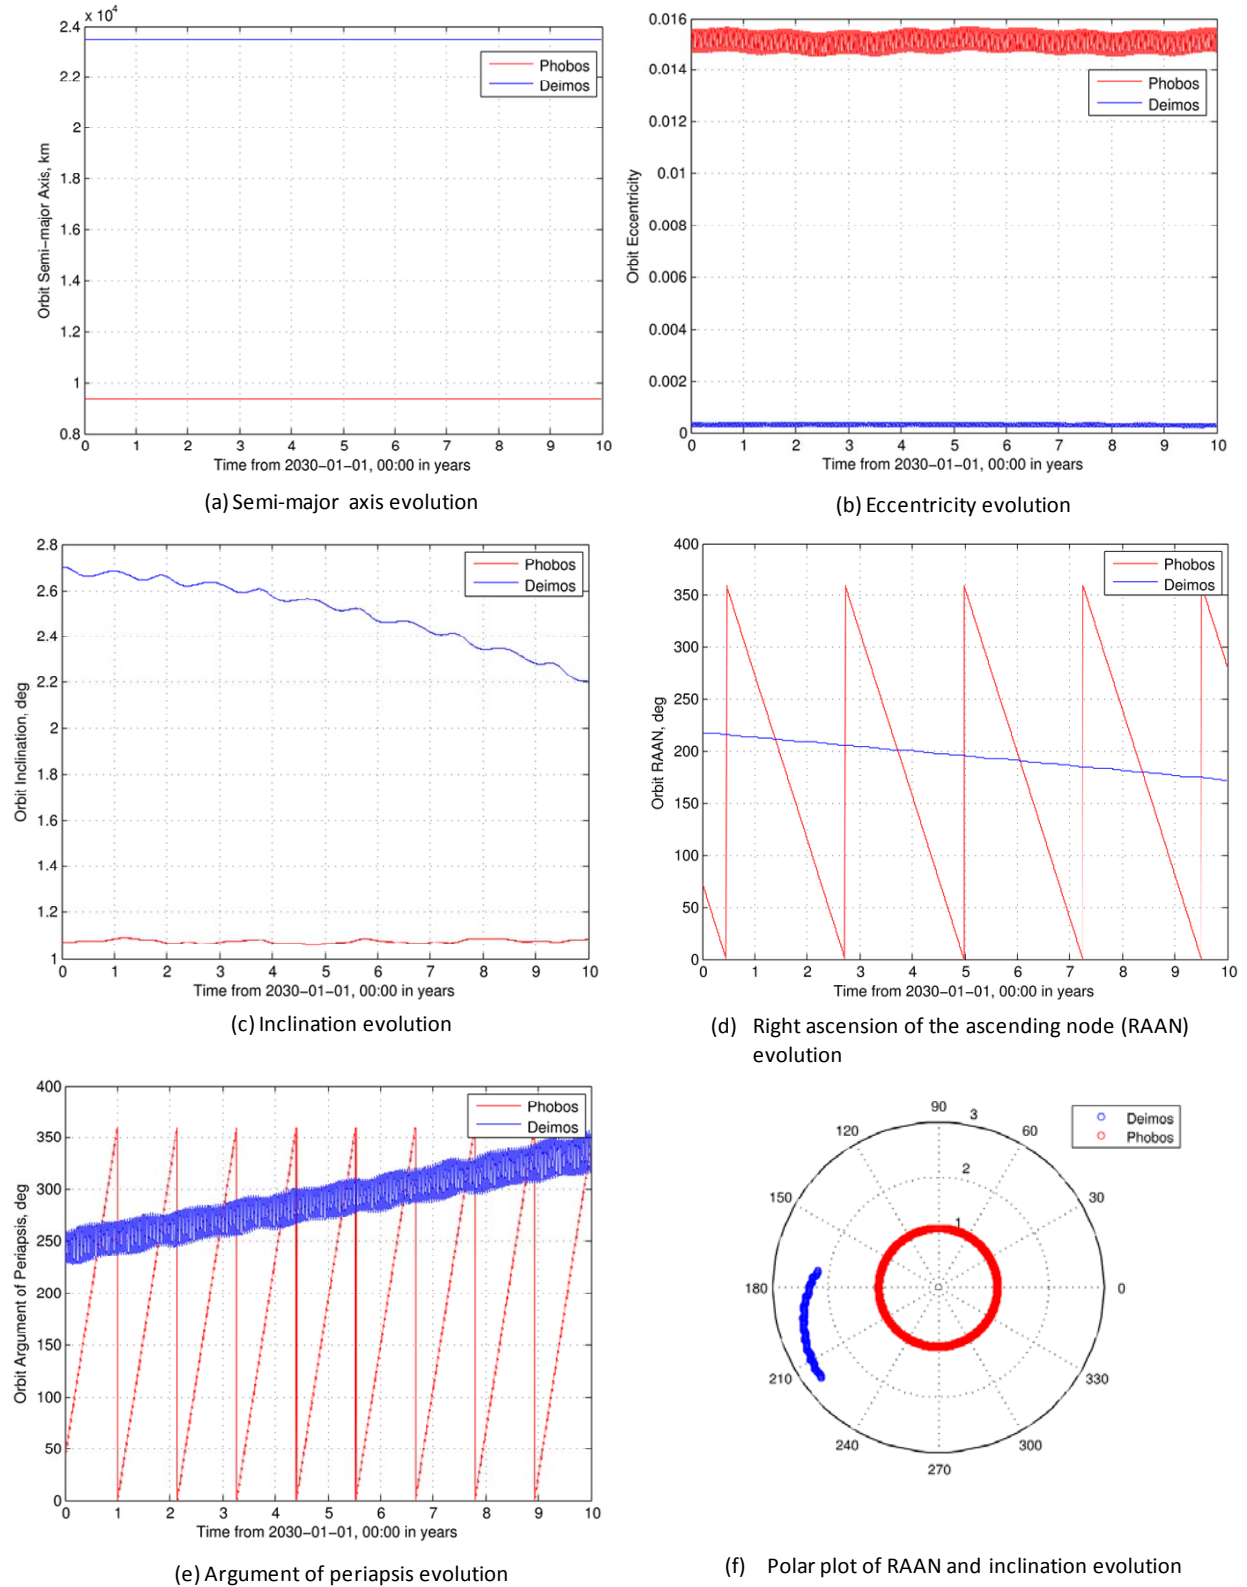 × 10⁴
2.4
2.2
2
1.8
1.6
1.4
1.2
1
0.8
Orbit Semi−major Axis, km
Phobos
Deimos
0 1 2 3 4 5 6 7 8 9 10
Time from 2030−01−01, 00:00 in years
(a) Semi-major axis evolution
0.016
0.014
0.012
0.01
0.008
0.006
0.004
0.002
0
Orbit Eccentricity
Phobos
Deimos
0 1 2 3 4 5 6 7 8 9 10
Time from 2030−01−01, 00:00 in years
(b) Eccentricity evolution
2.8
2.6
2.4
2.2
2
1.8
1.6
1.4
1.2
1
Orbit Inclination, deg
Phobos
Deimos
0 1 2 3 4 5 6 7 8 9 10
Time from 2030−01−01, 00:00 in years
(c) Inclination evolution
400
350
300
250
200
150
100
50
0
Orbit RAAN, deg
Phobos
Deimos
0 1 2 3 4 5 6 7 8 9 10
Time from 2030−01−01, 00:00 in years
(d) Right ascension of the ascending node (RAAN)
evolution
400
350
300
250
200
150
100
50
0
Orbit Argument of Periapsis, deg
Phobos
Deimos
0 1 2 3 4 5 6 7 8 9 10
Time from 2030−01−01, 00:00 in years
(e) Argument of periapsis evolution
90
3
120
60
2
150
30
1
180
0
210
330
240
300
270
Deimos
Phobos
(f) Polar plot of RAAN and inclination evolution